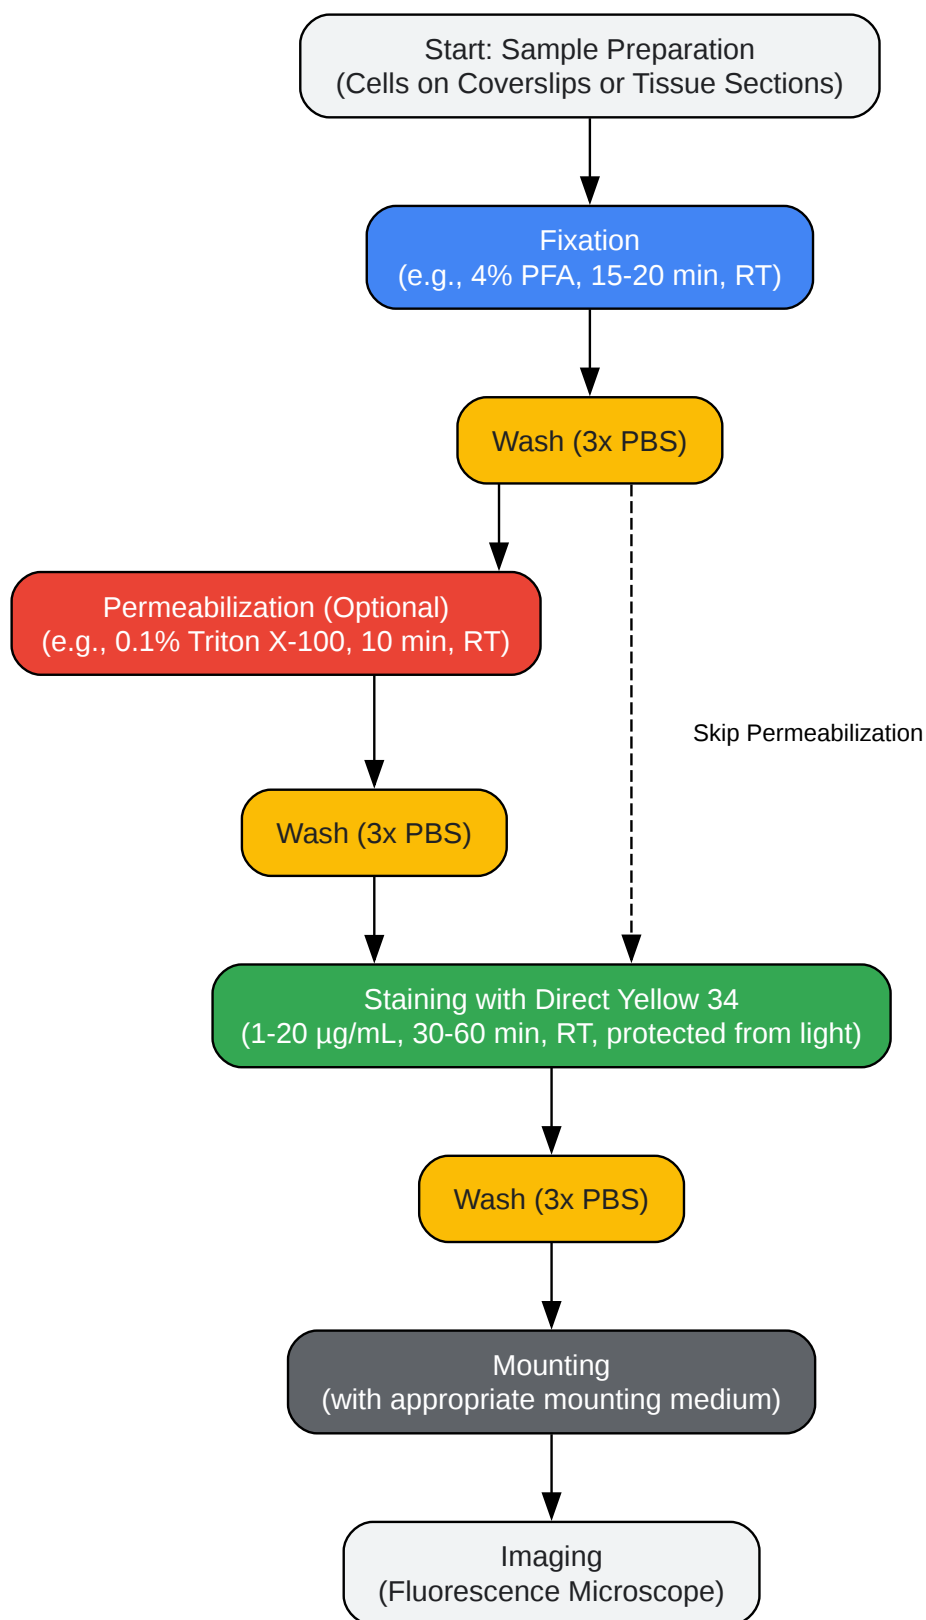 Start: Sample Preparation
(Cells on Coverslips or Tissue Sections)
Fixation
(e.g., 4% PFA, 15-20 min, RT)
Wash (3x PBS)
Permeabilization (Optional)
(e.g., 0.1% Triton X-100, 10 min, RT)
Skip Permeabilization
Wash (3x PBS)
Staining with Direct Yellow 34
(1-20 µg/mL, 30-60 min, RT, protected from light)
Wash (3x PBS)
Mounting
(with appropriate mounting medium)
Imaging
(Fluorescence Microscope)